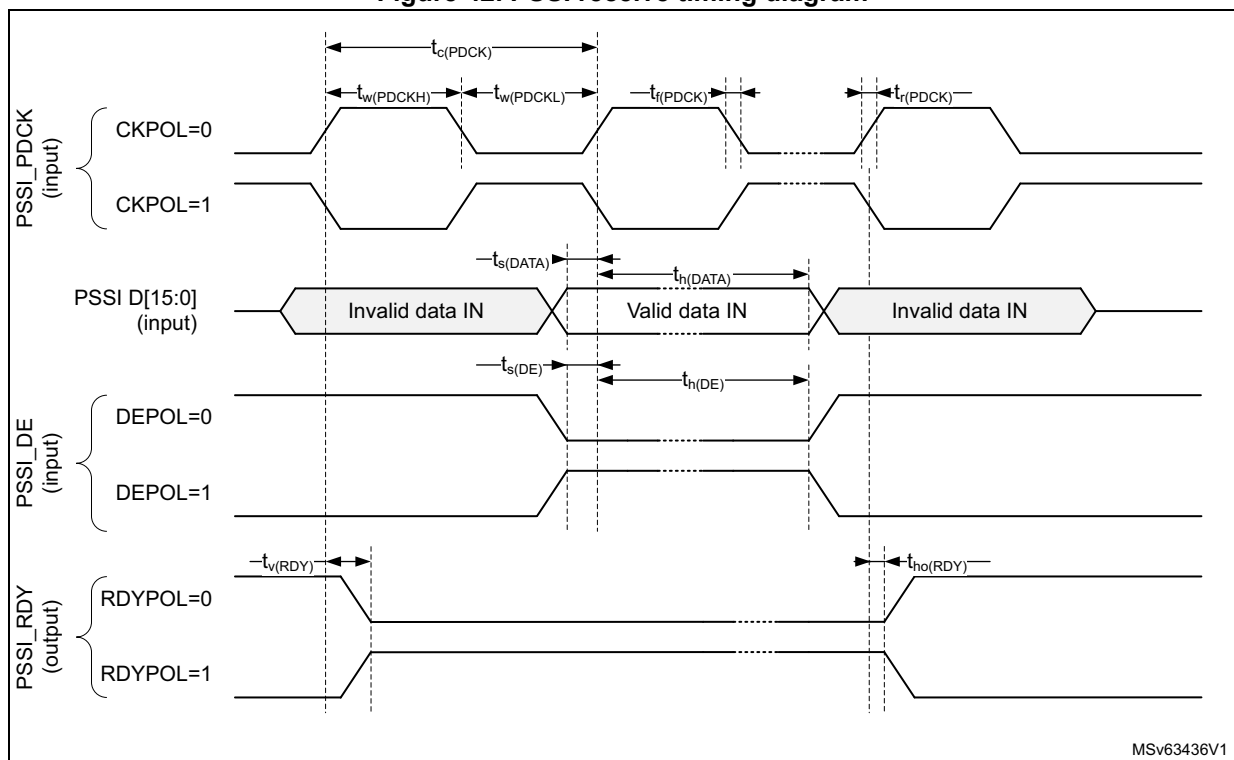 Figure 42. PSSI receive timing diagram
tc(PDCK)
tw(PDCKH)
tw(PDCKL)
tf(PDCK)
tr(PDCK)
PSSI_PDCK
(input)
CKPOL=0
CKPOL=1
ts(DATA)
th(DATA)
PSSI D[15:0]
(input)
Invalid data IN
Valid data IN
Invalid data IN
ts(DE)
th(DE)
PSSI_DE
(input)
DEPOL=0
DEPOL=1
tv(RDY)
tho(RDY)
PSSI_RDY
(output)
RDYPOL=0
RDYPOL=1
MSv63436V1